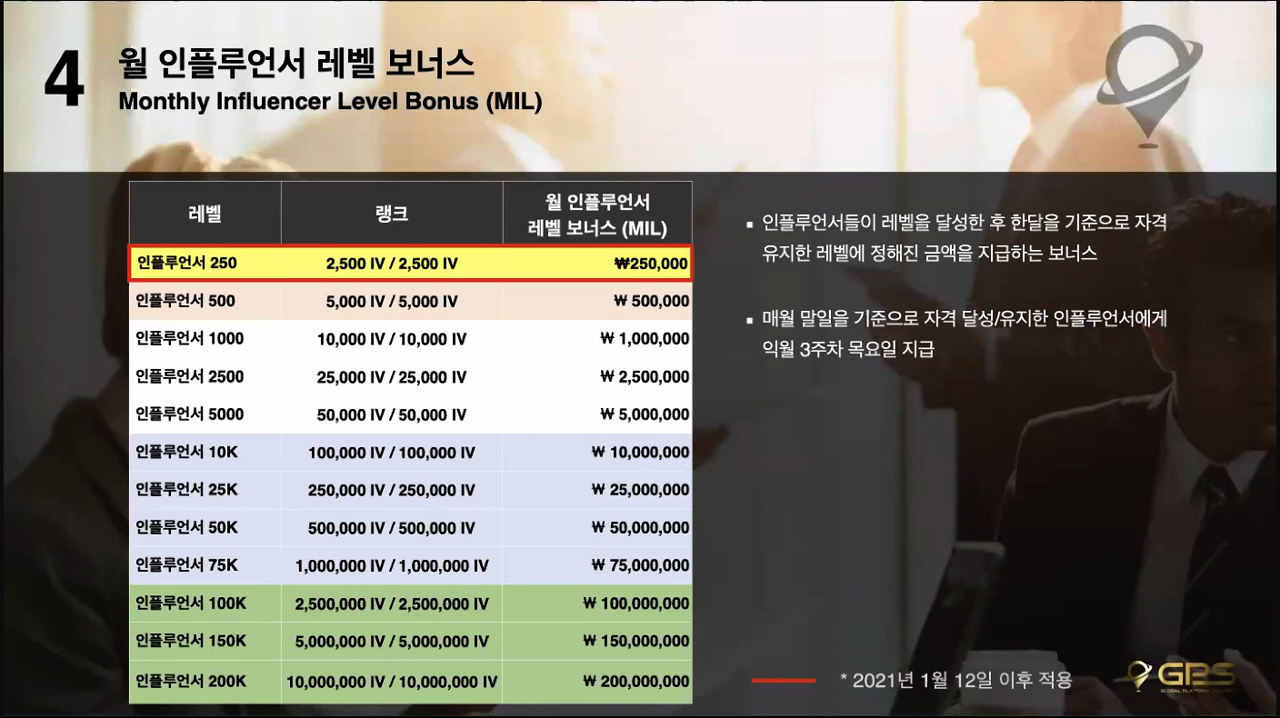 4
월 인플루언서 레벨 보너스
Monthly Influencer Level Bonus (MIL)
레벨 랭크 월 인플루언서
레벨 보너스 (MIL)
인플루언서 250 2,500 IV / 2,500 IV ₩250,000
인플루언서 500 5,000 IV / 5,000 IV ₩ 500,000
인플루언서 1000 10,000 IV / 10,000 IV ₩ 1,000,000
인플루언서 2500 25,000 IV / 25,000 IV ₩ 2,500,000
인플루언서 5000 50,000 IV / 50,000 IV ₩ 5,000,000
인플루언서 10K 100,000 IV / 100,000 IV ₩ 10,000,000
인플루언서 25K 250,000 IV / 250,000 IV ₩ 25,000,000
인플루언서 50K 500,000 IV / 500,000 IV ₩ 50,000,000
인플루언서 75K 1,000,000 IV / 1,000,000 IV ₩ 75,000,000
인플루언서 100K 2,500,000 IV / 2,500,000 IV ₩ 100,000,000
인플루언서 150K 5,000,000 IV / 5,000,000 IV ₩ 150,000,000
인플루언서 200K 10,000,000 IV / 10,000,000 IV ₩ 200,000,000
▪ 인플루언서들이 레벨을 달성한 후 한달을 기준으로 자격
유지한 레벨에 정해진 금액을 지급하는 보너스
▪ 매월 말일을 기준으로 자격 달성/유지한 인플루언서에게
익월 3주차 목요일 지급
* 2021년 1월 12일 이후 적용
GBS
GLOBAL PLATFORM